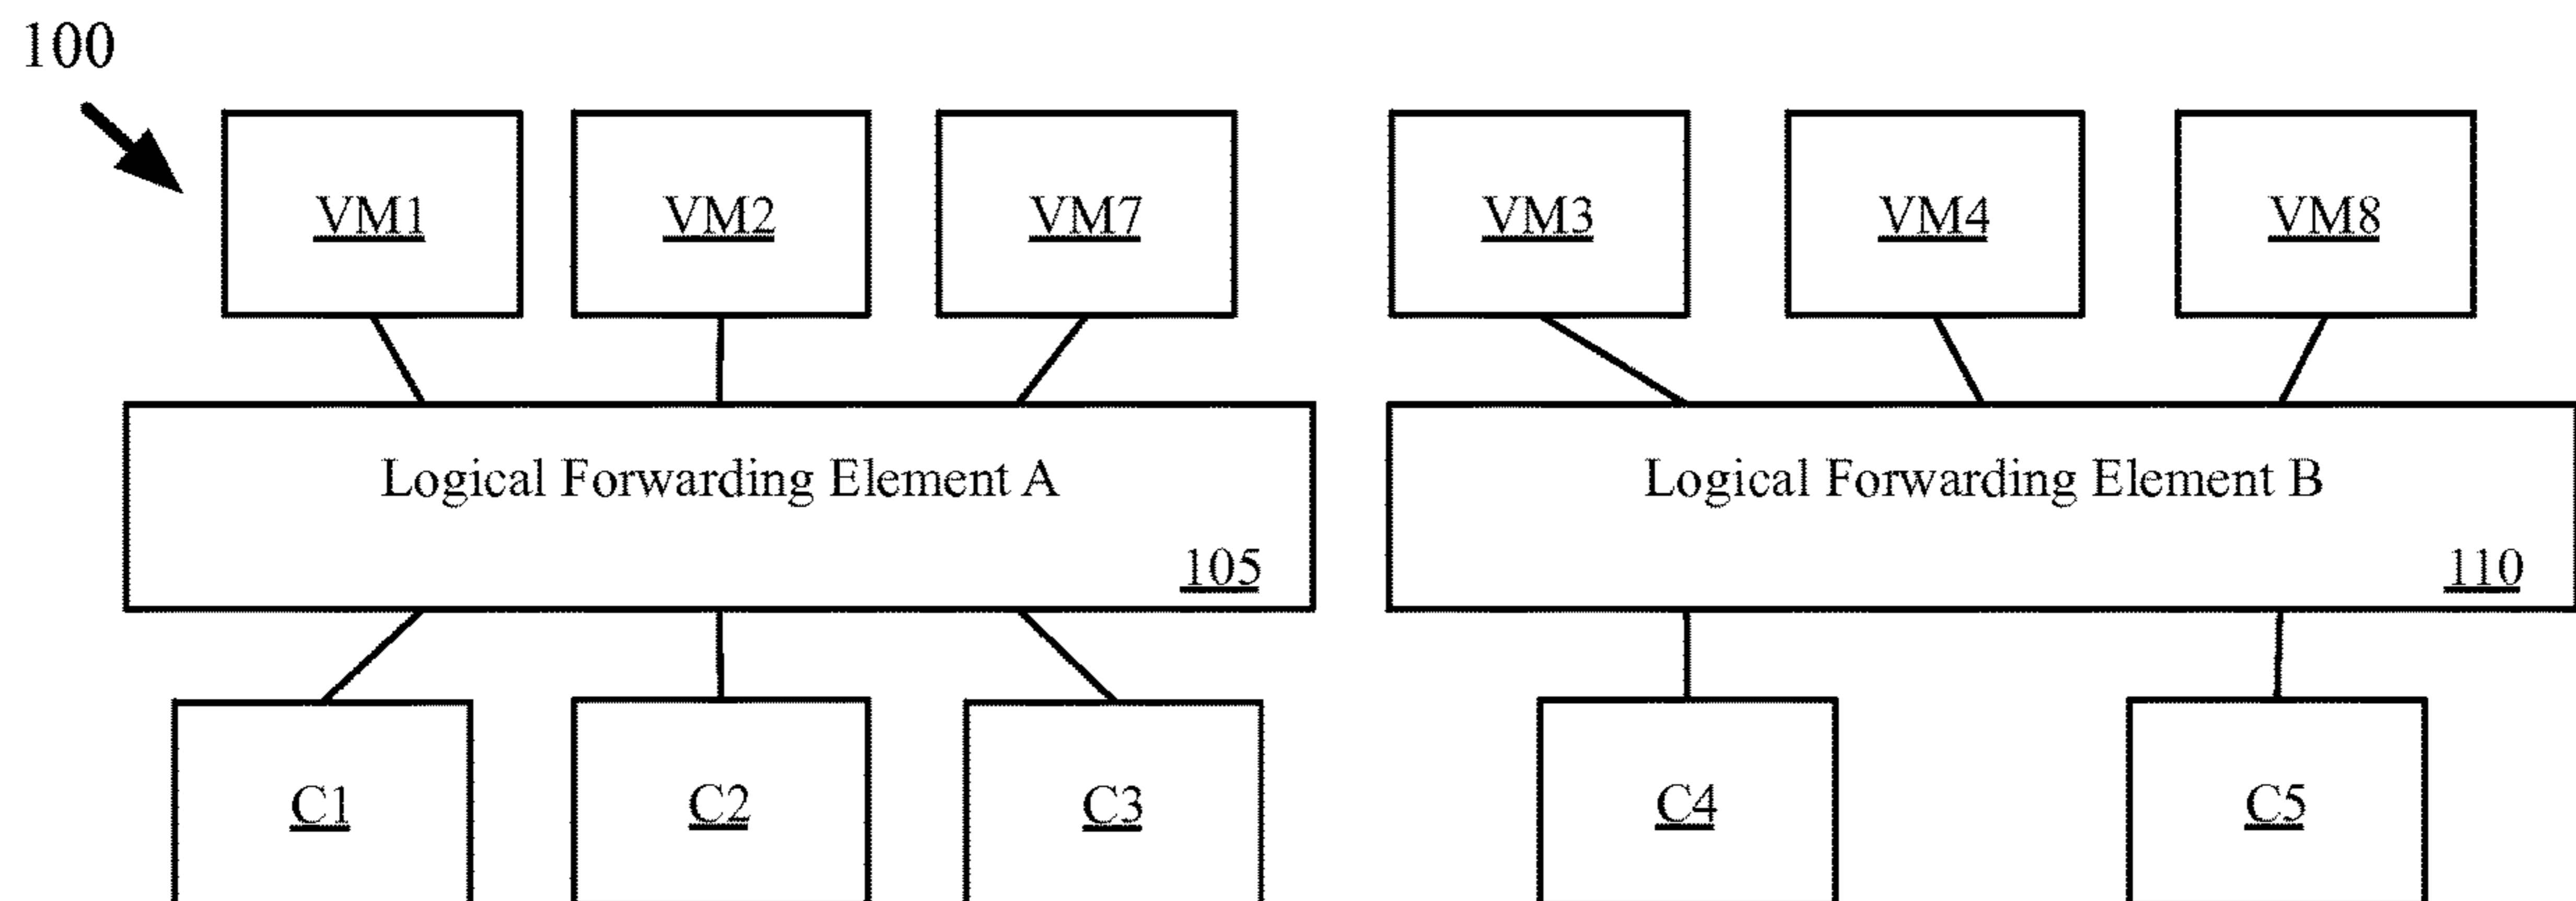 100
VM1 VM2 VM7 VM3 VM4 VM8
Logical Forwarding Element A Logical Forwarding Element B
105 110
C1 C2 C3 C4 C5